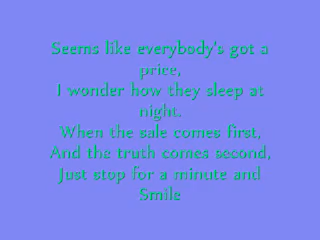 Seems like everybody's got a
price,
I wonder how they sleep at
night.
When the sale comes first,
And the truth comes second,
Just stop for a minute and
Smile